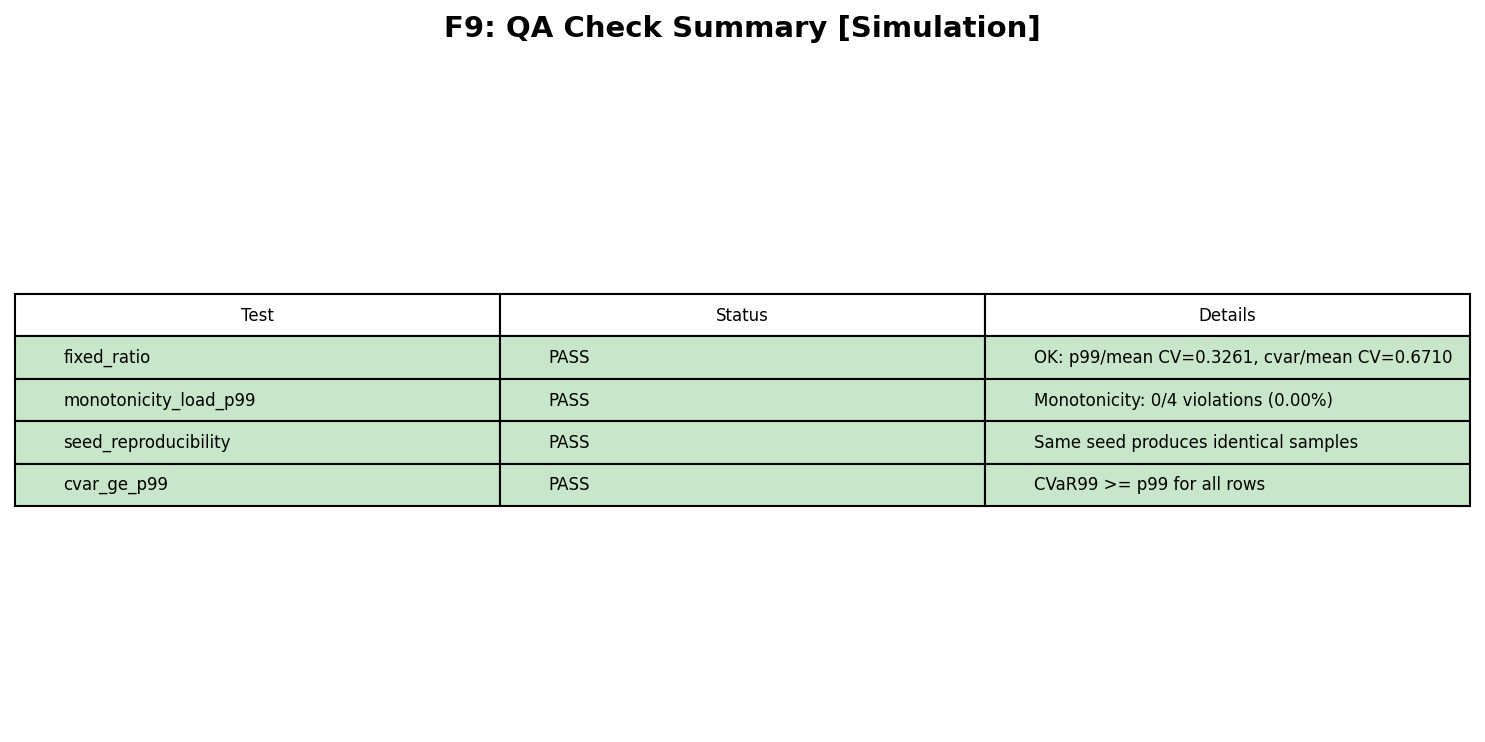 F9: QA Check Summary [Simulation]
Test Status Details
fixed_ratio PASS OK: p99/mean CV=0.3261, cvar/mean CV=0.6710
monotonicity_load_p99 PASS Monotonicity: 0/4 violations (0.00%)
seed_reproducibility PASS Same seed produces identical samples
cvar_ge_p99 PASS CVaR99 >= p99 for all rows